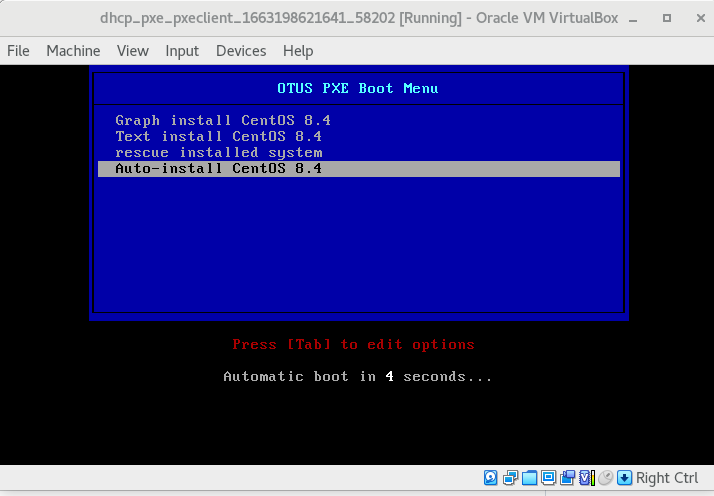 dhcp_pxe_pxeclient_1663198621641_58202 [Running] - Oracle VM VirtualBox
File Machine View Input Devices Help
OTUS PXE Boot Menu
Graph install CentOS 8.4
Text install CentOS 8.4
rescue installed system
Auto-install CentOS 8.4
Press [Tab] to edit options
Automatic boot in 4 seconds...
Right Ctrl